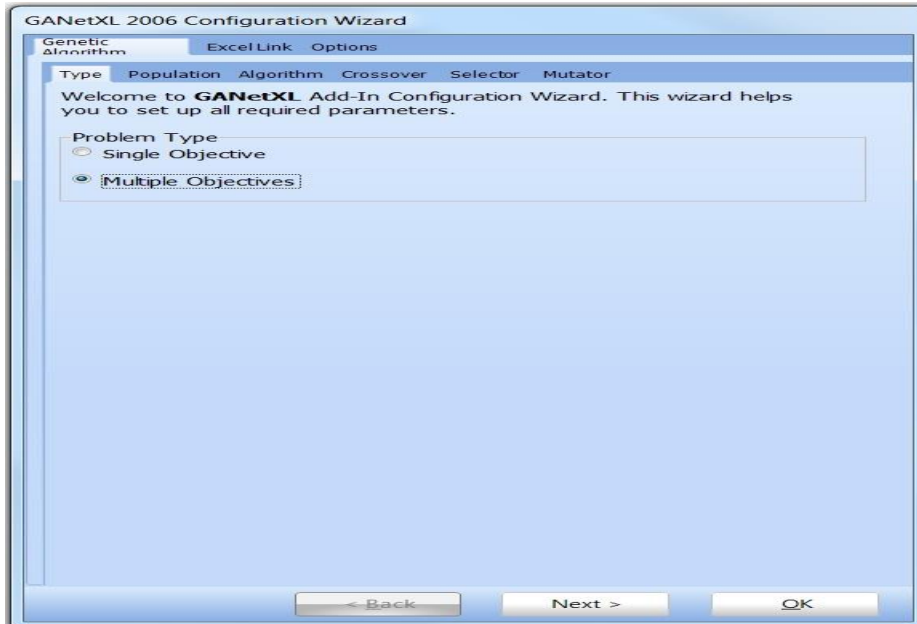 GANetXL 2006 Configuration Wizard
Genetic Algorithm Excel Link Options
Type Population Algorithm Crossover Selector Mutator
Welcome to GANetXL Add-In Configuration Wizard. This wizard helps
you to set up all required parameters.
Problem Type
Single Objective
Multiple Objectives
< Back Next > OK